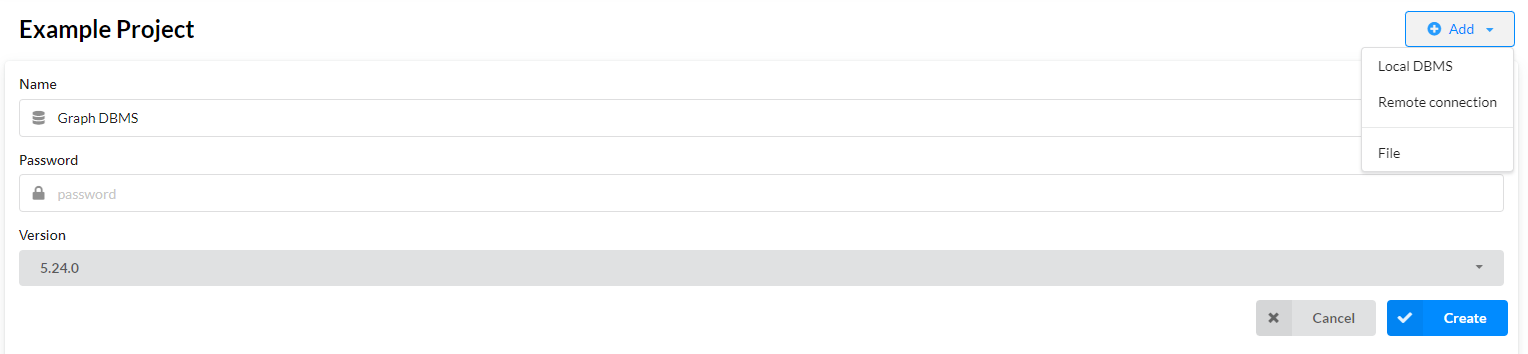 Example Project
Add
Local DBMS
Remote connection
File
Name
Graph DBMS
Password
password
Version
5.24.0
Cancel
Create